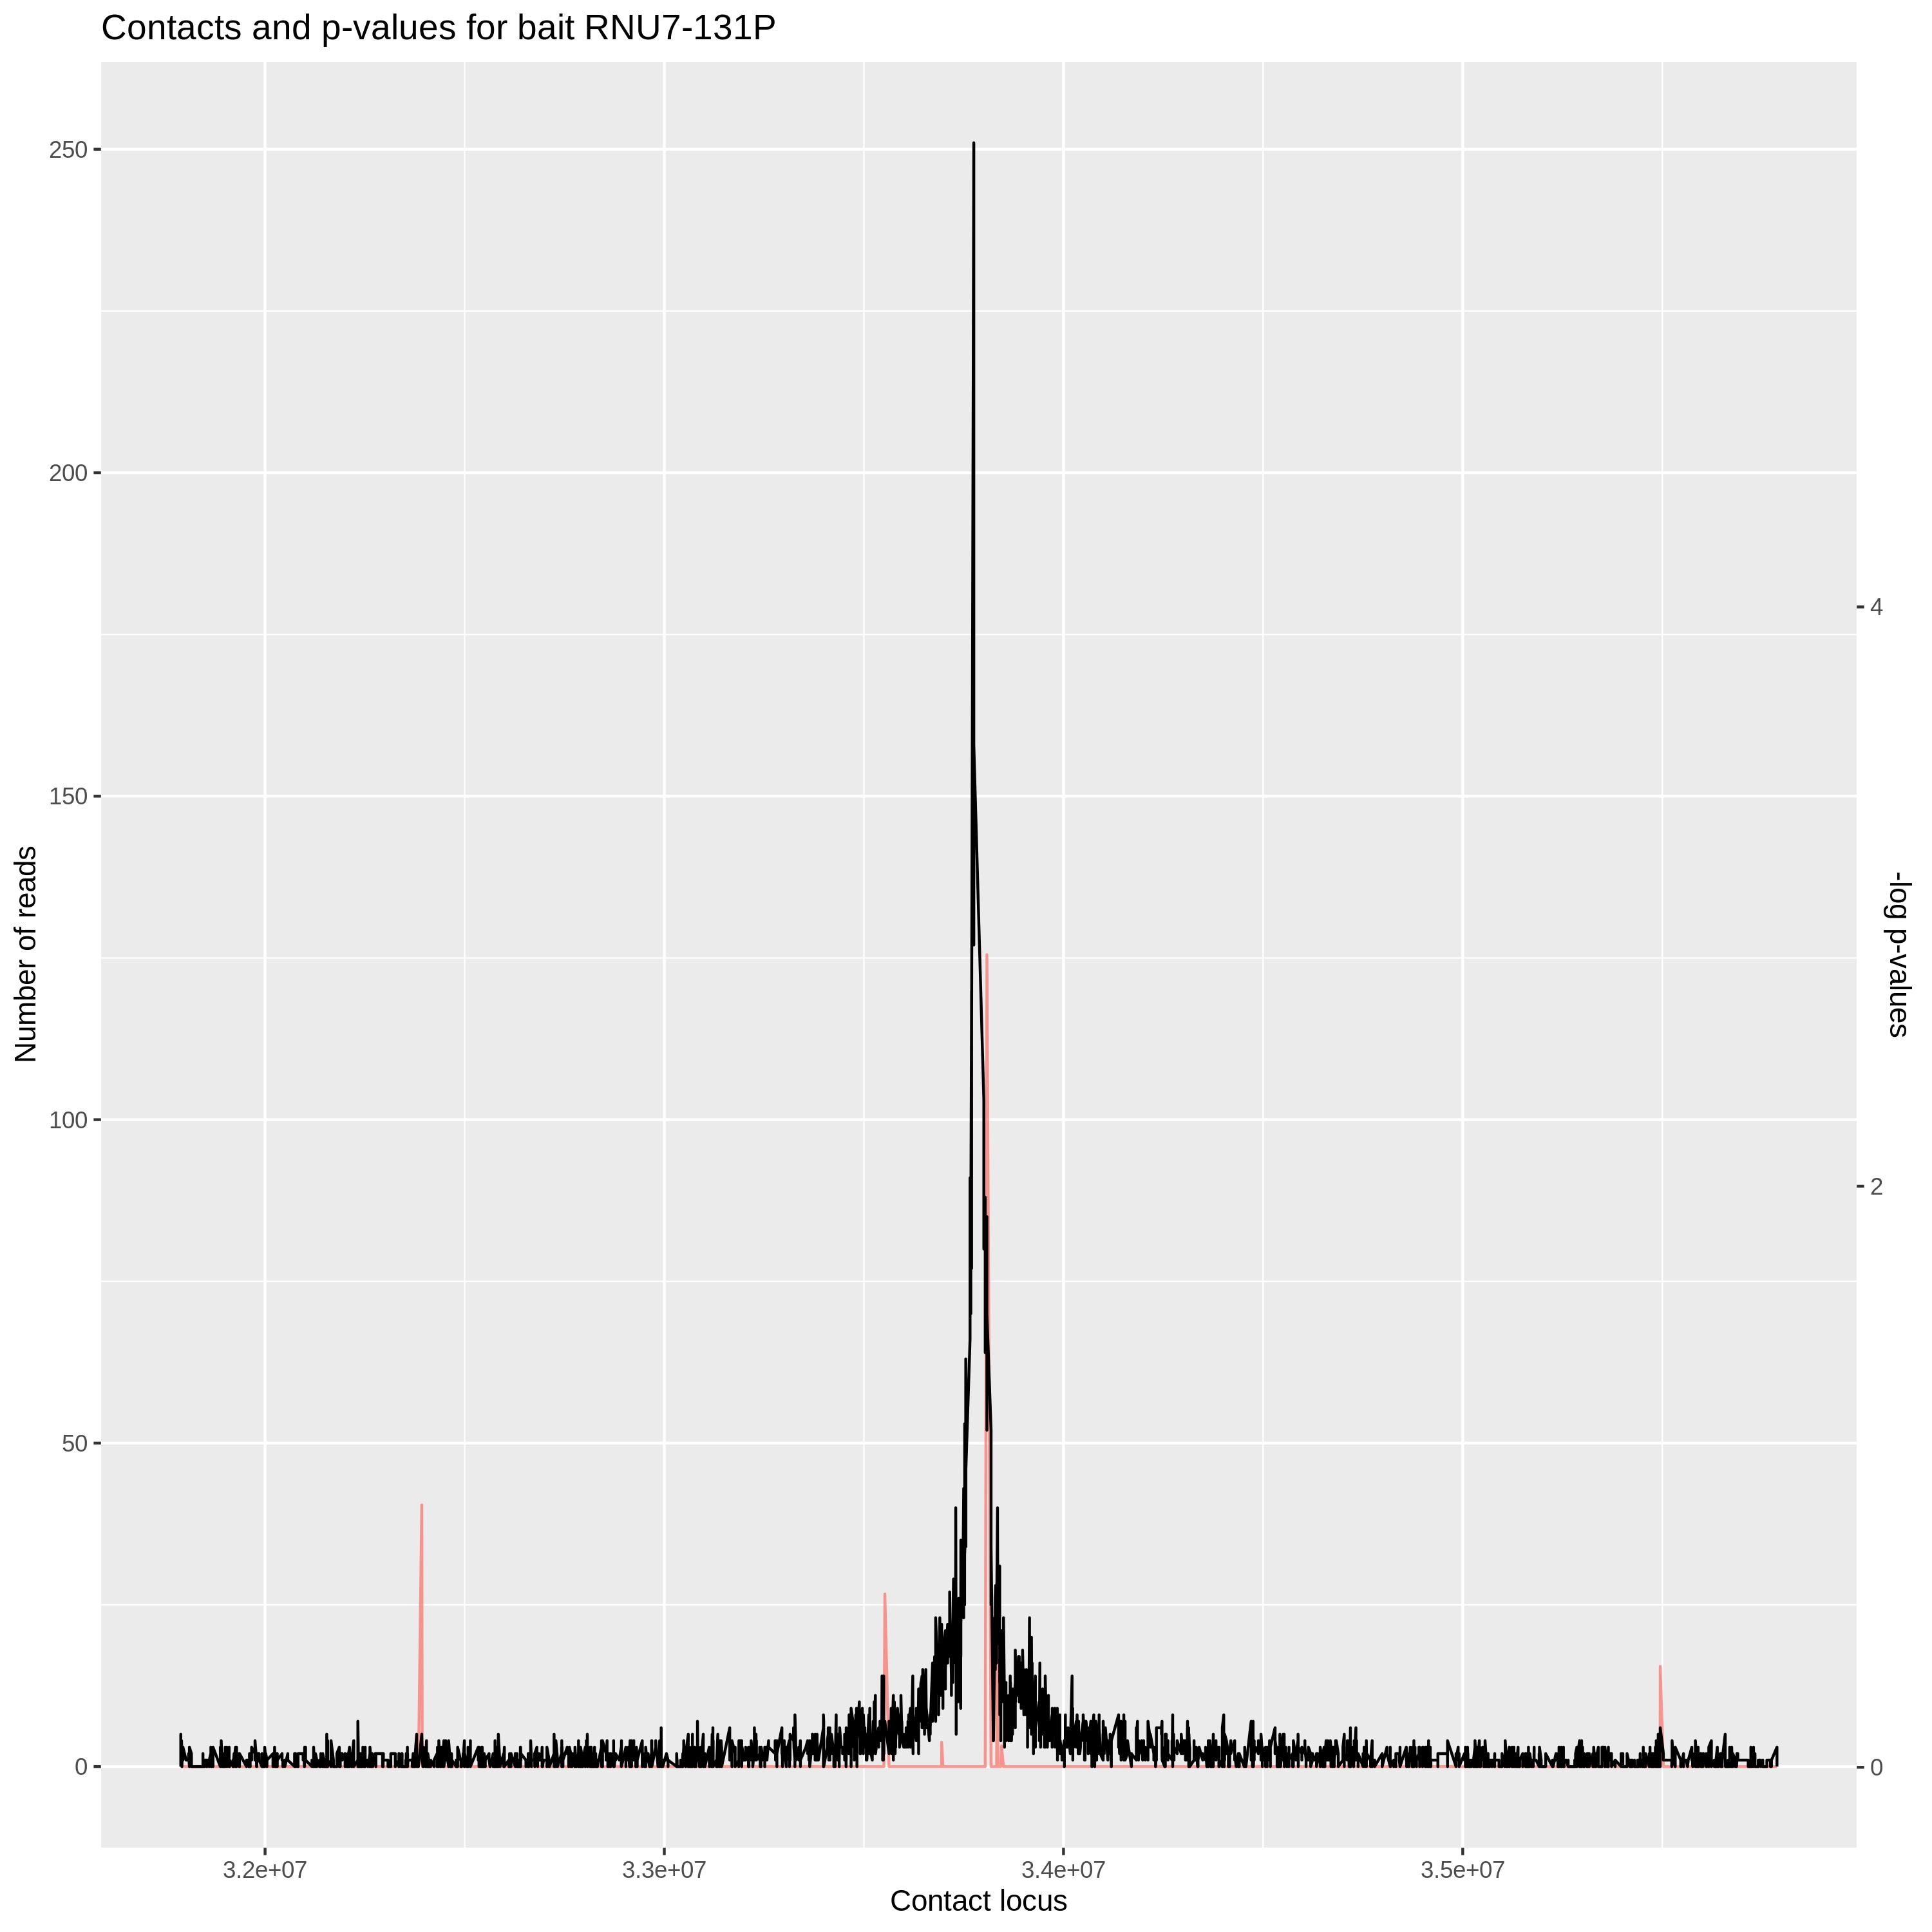 Contacts and p-values for bait RNU7-131P
250
200
150
100
50
0
Number of reads
4
2
0
-log p-values
3.2e+07
3.3e+07
3.4e+07
3.5e+07
Contact locus